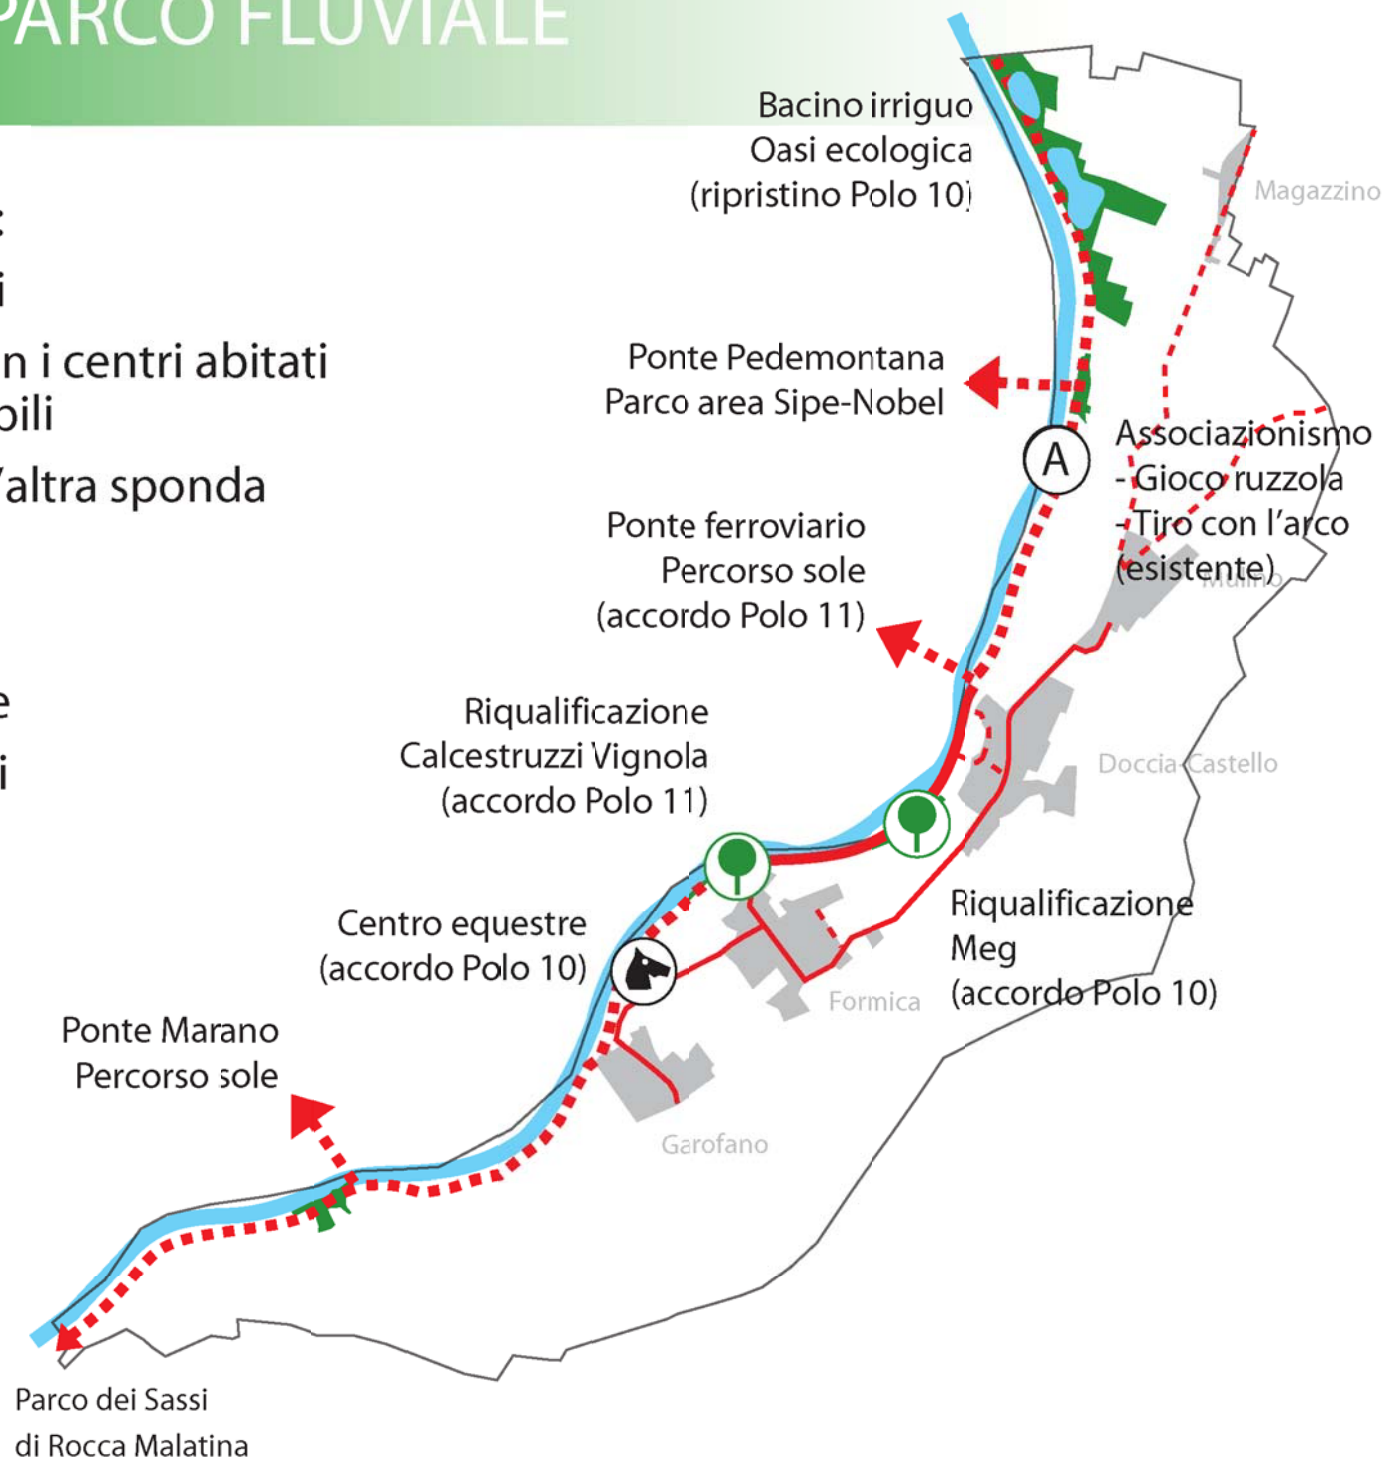 PARCO FLUVIALE
:
i
n i centri abitati
bili
'altra sponda
e
i
Bacino irriguo
Oasi ecologica
(ripristino Polo 10)
Magazzino
Ponte Pedemontana
Parco area Sipe-Nobel
A
Associazionismo
- Gioco ruzzola
- Tiro con l'arco
(esistente)
Mulino
Ponte ferroviario
Percorso sole
(accordo Polo 11)
Riqualificazione
Calcestruzzi Vignola
(accordo Polo 11)
Doccia-Castello
Riqualificazione
Meg
(accordo Polo 10)
Centro equestre
(accordo Polo 10)
Formica
Ponte Marano
Percorso sole
Garofano
Parco dei Sassi
di Rocca Malatina